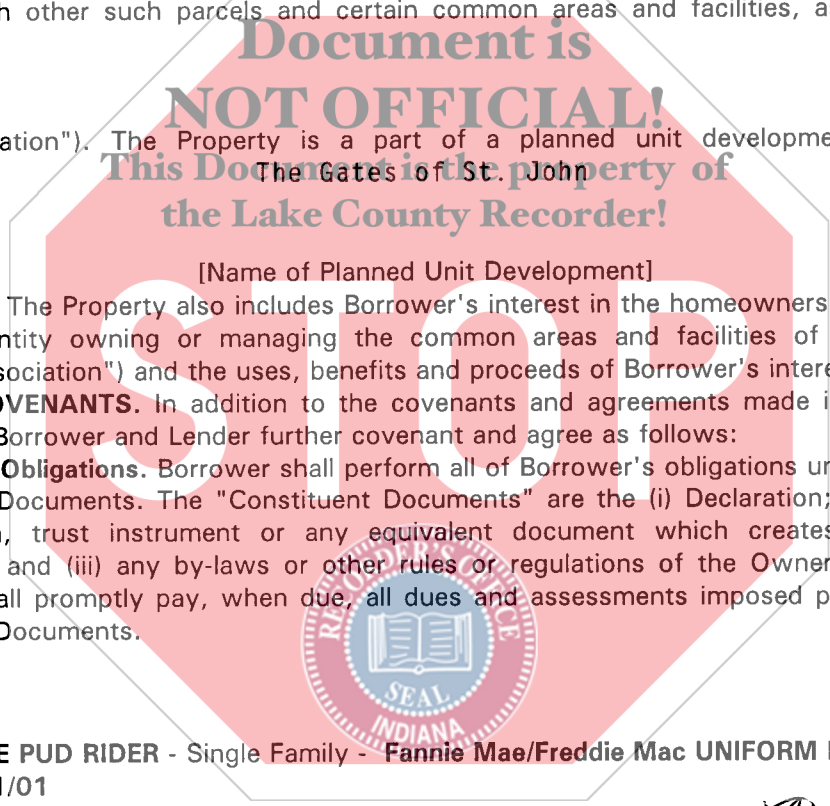 other such parcels and certain common areas and facilities, a
Document is
NOT OFFICIAL!
ation"). The Property is a part of a planned unit developme
This Document is the property of
The Gates of St. John
the Lake County Recorder!
[Name of Planned Unit Development]
The Property also includes Borrower's interest in the homeowners
ntity owning or managing the common areas and facilities of
sociation") and the uses, benefits and proceeds of Borrower's intere
OVENANTS. In addition to the covenants and agreements made i
Borrower and Lender further covenant and agree as follows:
Obligations. Borrower shall perform all of Borrower's obligations u
Documents. The "Constituent Documents" are the (i) Declaration;
, trust instrument or any equivalent document which creates
and (iii) any by-laws or other rules or regulations of the Owner
all promptly pay, when due, all dues and assessments imposed p
Documents.
STOP
RECORDER'S OFFICE
SEAL
INDIANA
E PUD RIDER - Single Family - Fannie Mae/Freddie Mac UNIFORM
/01